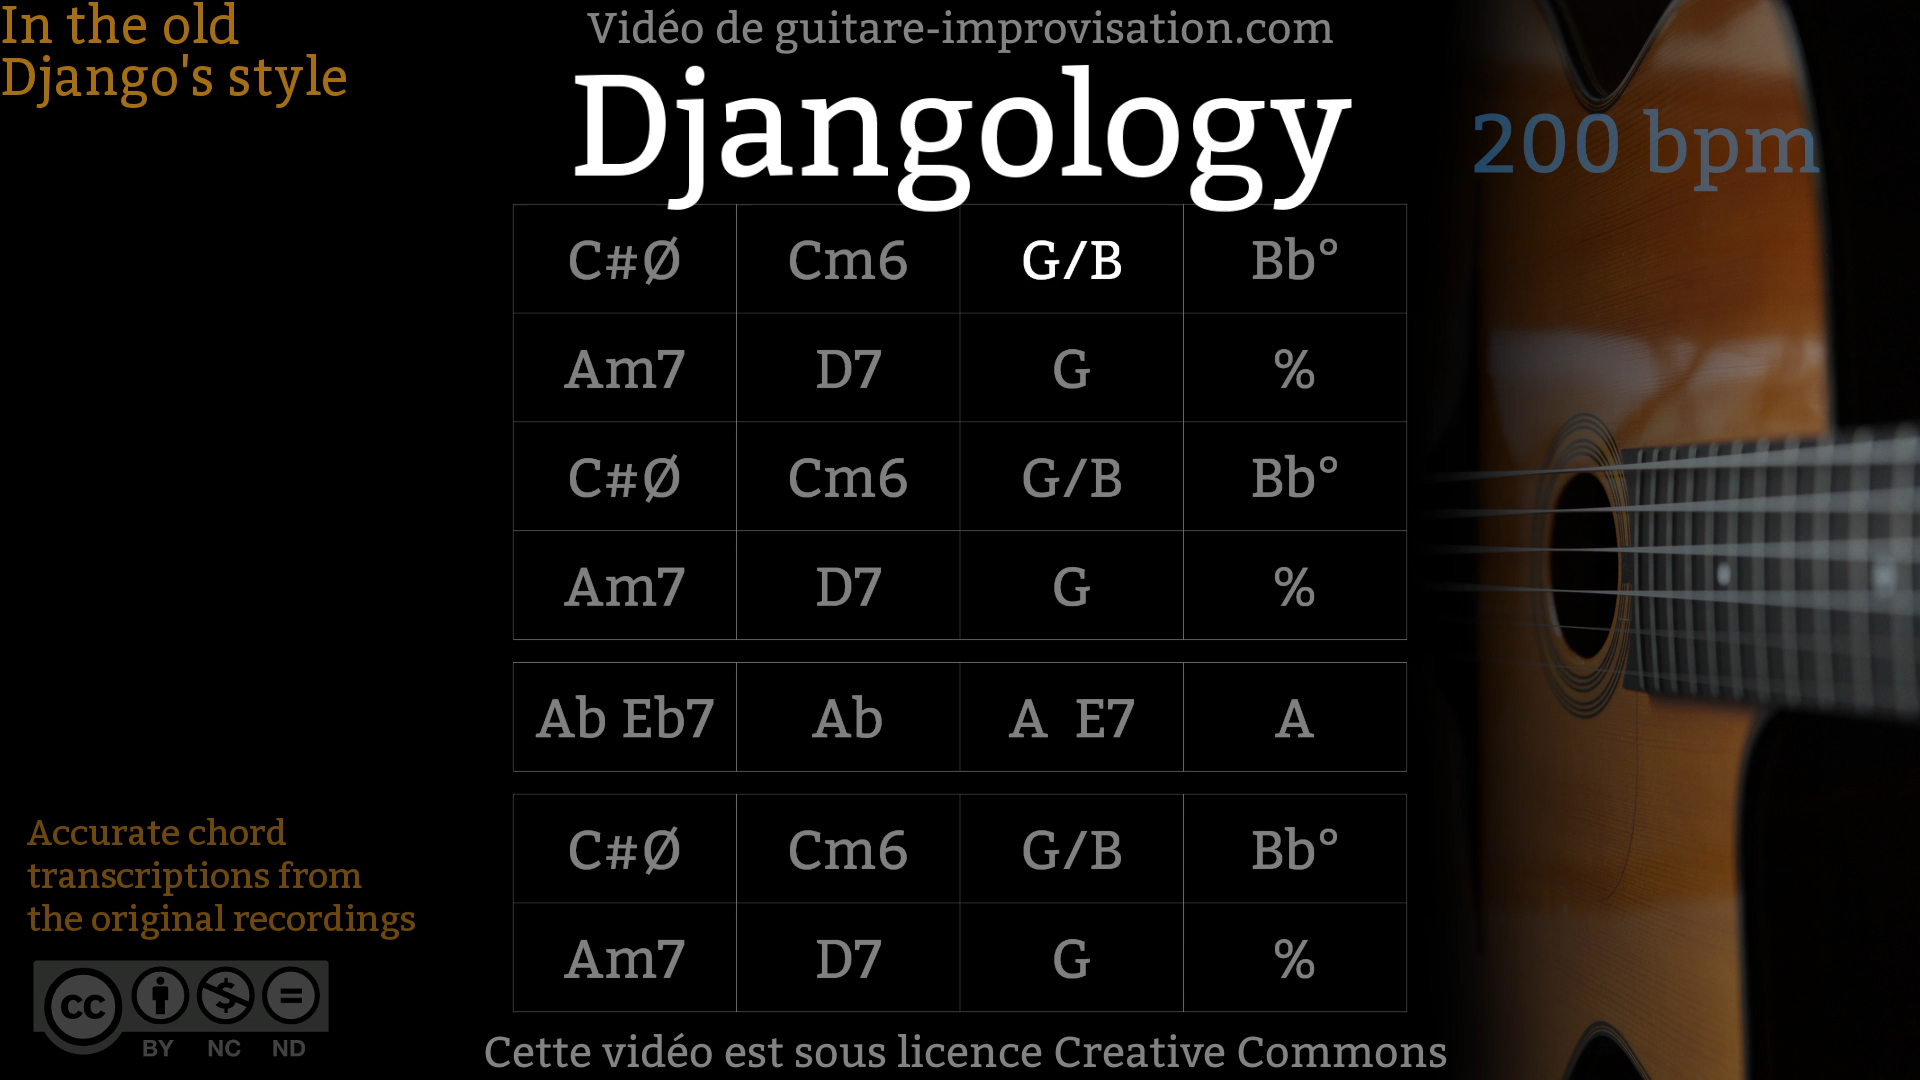 In the old
Django's style
Vidéo de guitare-improvisation.com
Djangology
200 bpm
C#Ø Cm6 G/B Bb°
Am7 D7 G %
C#Ø Cm6 G/B Bb°
Am7 D7 G %
Ab Eb7 Ab A E7 A
C#Ø Cm6 G/B Bb°
Am7 D7 G %
Accurate chord
transcriptions from
the original recordings
cc $ =
BY NC ND
Cette vidéo est sous licence Creative Commons